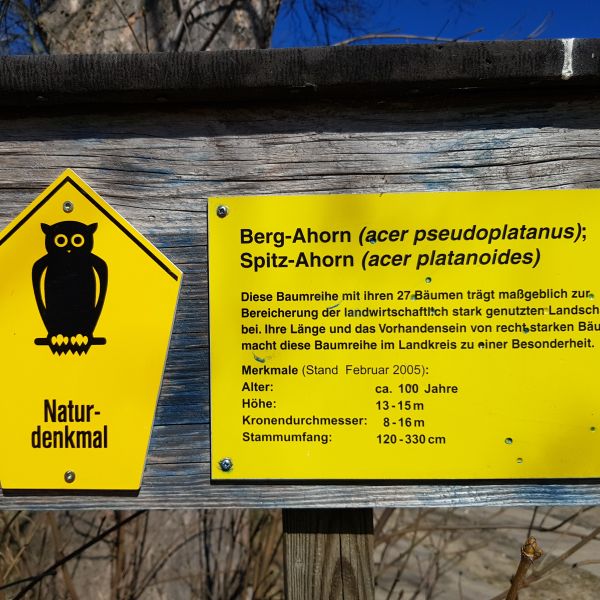 Natur-
denkmal
Berg-Ahorn (acer pseudoplatanus);
Spitz-Ahorn (acer platanoides)
Diese Baumreihe mit ihren 27 Bäumen trägt maßgeblich zur
Bereicherung der landwirtschaftlich stark genutzten Landsch
bei. Ihre Länge und das Vorhandensein von recht starken Bäu
macht diese Baumreihe im Landkreis zu einer Besonderheit.
Merkmale (Stand Februar 2005):
Alter: ca. 100 Jahre
Höhe: 13-15 m
Kronendurchmesser: 8-16 m
Stammumfang: 120-330 cm